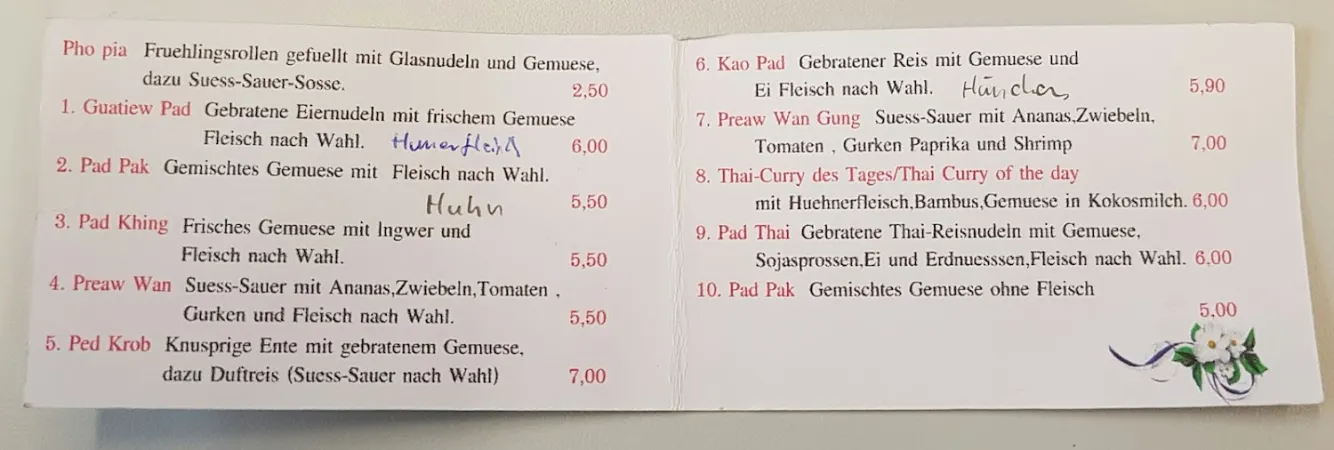 Pho pia Fruehlingsrollen gefuellt mit Glasnudeln und Gemuese,
dazu Suess-Sauer-Sosse. 2,50
1. Guatiew Pad Gebratene Eiernudeln mit frischem Gemuese
Fleisch nach Wahl. 6,00
2. Pad Pak Gemischtes Gemuese mit Fleisch nach Wahl.
Huhn 5,50
3. Pad Khing Frisches Gemuese mit Ingwer und
Fleisch nach Wahl. 5,50
4. Preaw Wan Suess-Sauer mit Ananas,Zwiebeln,Tomaten ,
Gurken und Fleisch nach Wahl. 5,50
5. Ped Krob Knusprige Ente mit gebratenem Gemuese,
dazu Duftreis (Suess-Sauer nach Wahl) 7,00
6. Kao Pad Gebratener Reis mit Gemuese und
Ei Fleisch nach Wahl. 5,90
7. Preaw Wan Gung Suess-Sauer mit Ananas,Zwiebeln,
Tomaten , Gurken Paprika und Shrimp 7,00
8. Thai-Curry des Tages/Thai Curry of the day
mit Huehnerfleisch,Bambus,Gemuese in Kokosmilch. 6,00
9. Pad Thai Gebratene Thai-Reisnudeln mit Gemuese,
Sojasprossen,Ei und Erdnuesssen,Fleisch nach Wahl. 6,00
10. Pad Pak Gemischtes Gemuese ohne Fleisch
5,00